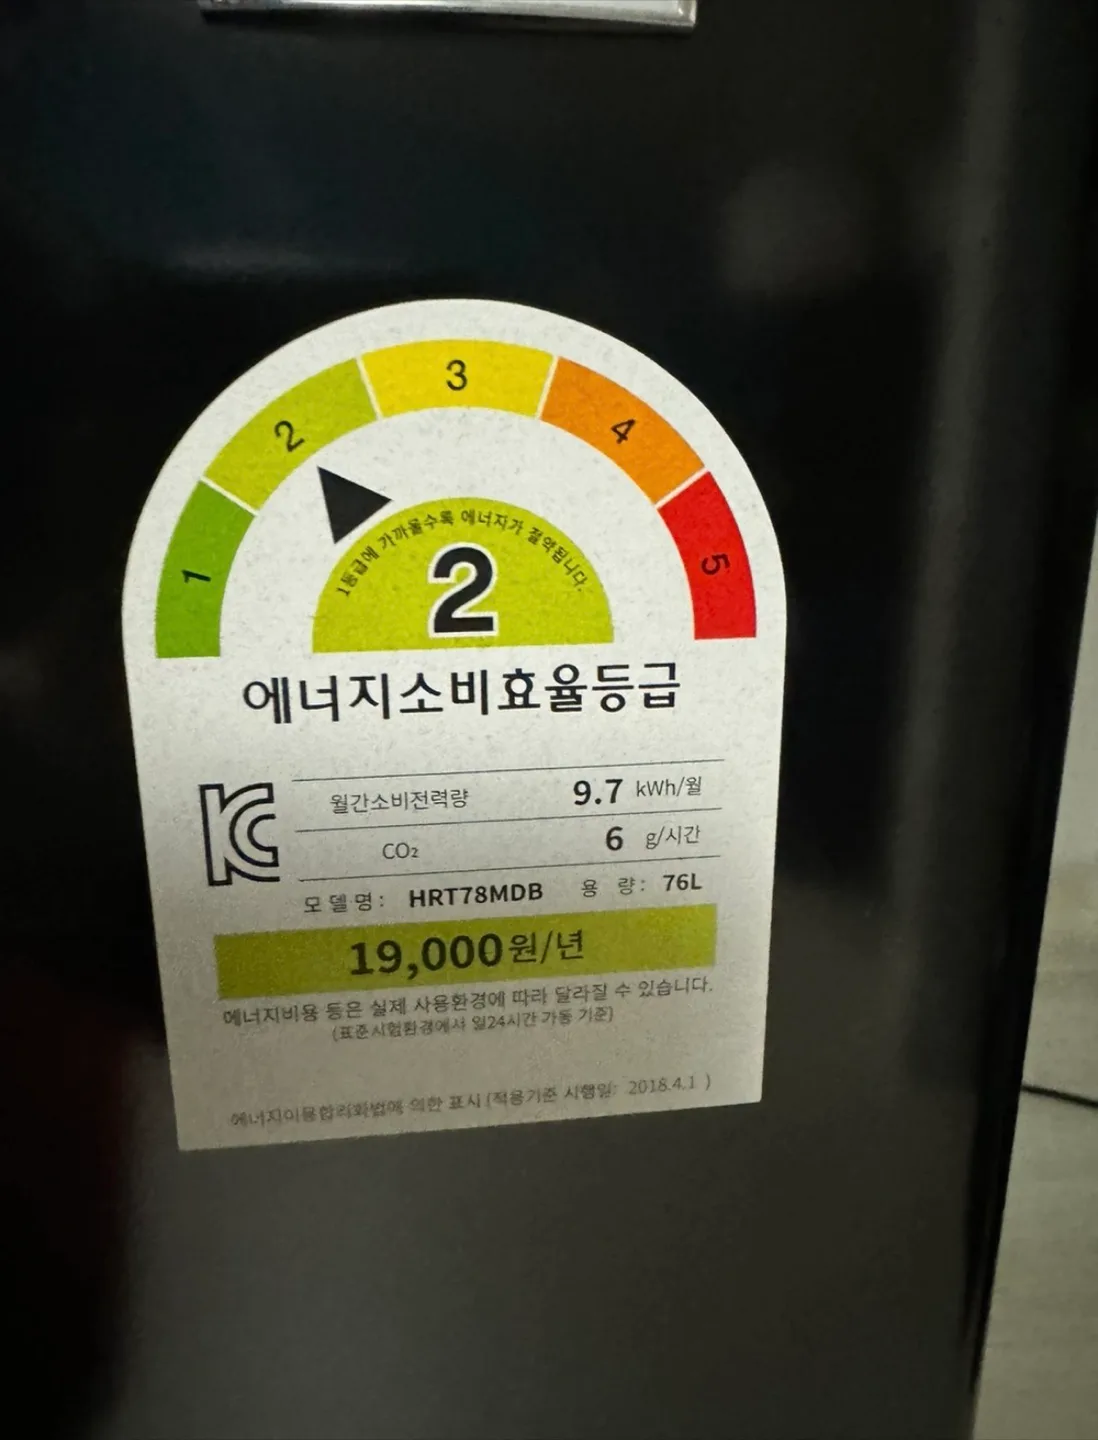 1
2
3
4
5
1등급에 가까울수록 에너지가 절약됩니다.
2
에너지소비효율등급
월간소비전력량 9.7 kWh/월
CO₂ 6 g/시간
모델명: HRT78MDB 용 량: 76L
19,000원/년
에너지비용 등은 실제 사용환경에 따라 달라질 수 있습니다.
(표준시험환경에서 일24시간 가동 기준)
에너지이용합리화법에 의한 표시 (적용기준 시행일: 2018.4.1 )